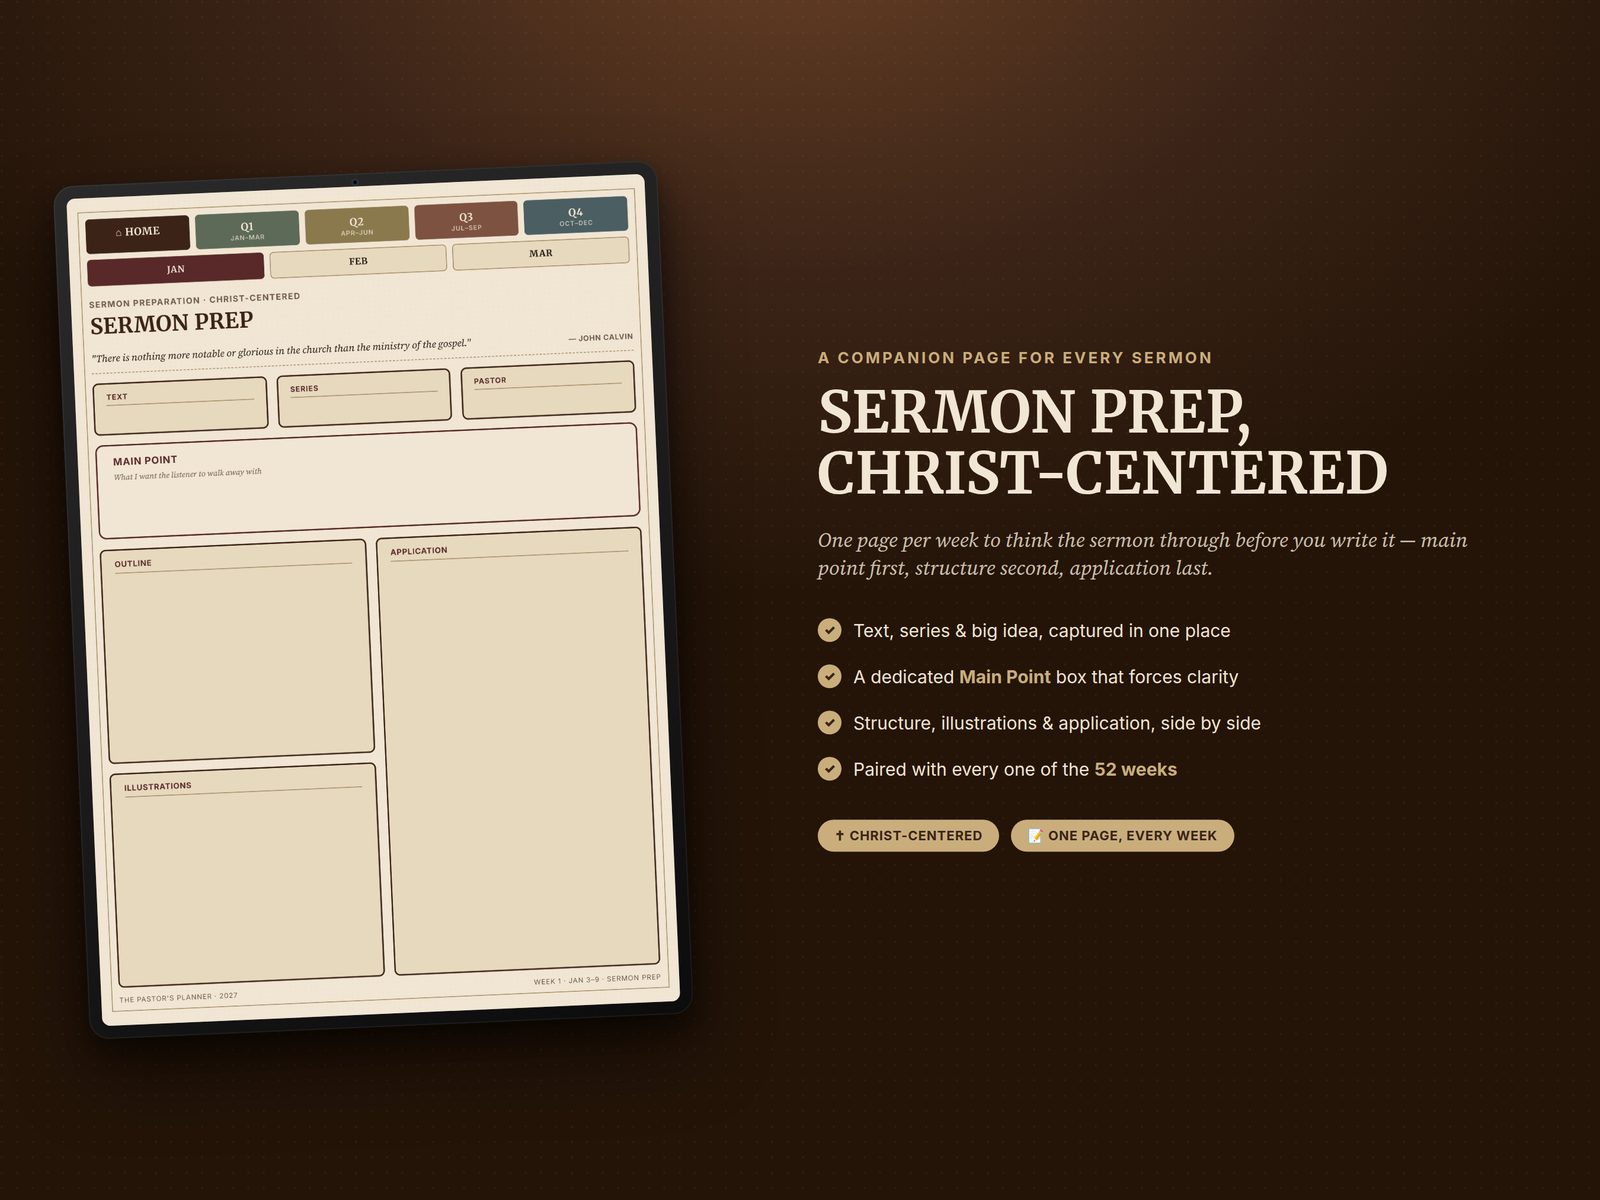 ⌂ HOME
Q1
JAN–MAR
Q2
APR–JUN
Q3
JUL–SEP
Q4
OCT–DEC
JAN
FEB
MAR
SERMON PREPARATION · CHRIST-CENTERED
SERMON PREP
"There is nothing more notable or glorious in the church than the ministry of the gospel."
— JOHN CALVIN
TEXT
SERIES
PASTOR
MAIN POINT
What I want the listener to walk away with
OUTLINE
APPLICATION
ILLUSTRATIONS
THE PASTOR'S PLANNER · 2027
WEEK 1 · JAN 3–9 · SERMON PREP
A COMPANION PAGE FOR EVERY SERMON
SERMON PREP,
CHRIST-CENTERED
One page per week to think the sermon through before you write it — main
point first, structure second, application last.
Text, series & big idea, captured in one place
A dedicated Main Point box that forces clarity
Structure, illustrations & application, side by side
Paired with every one of the 52 weeks
✝ CHRIST-CENTERED
📝 ONE PAGE, EVERY WEEK